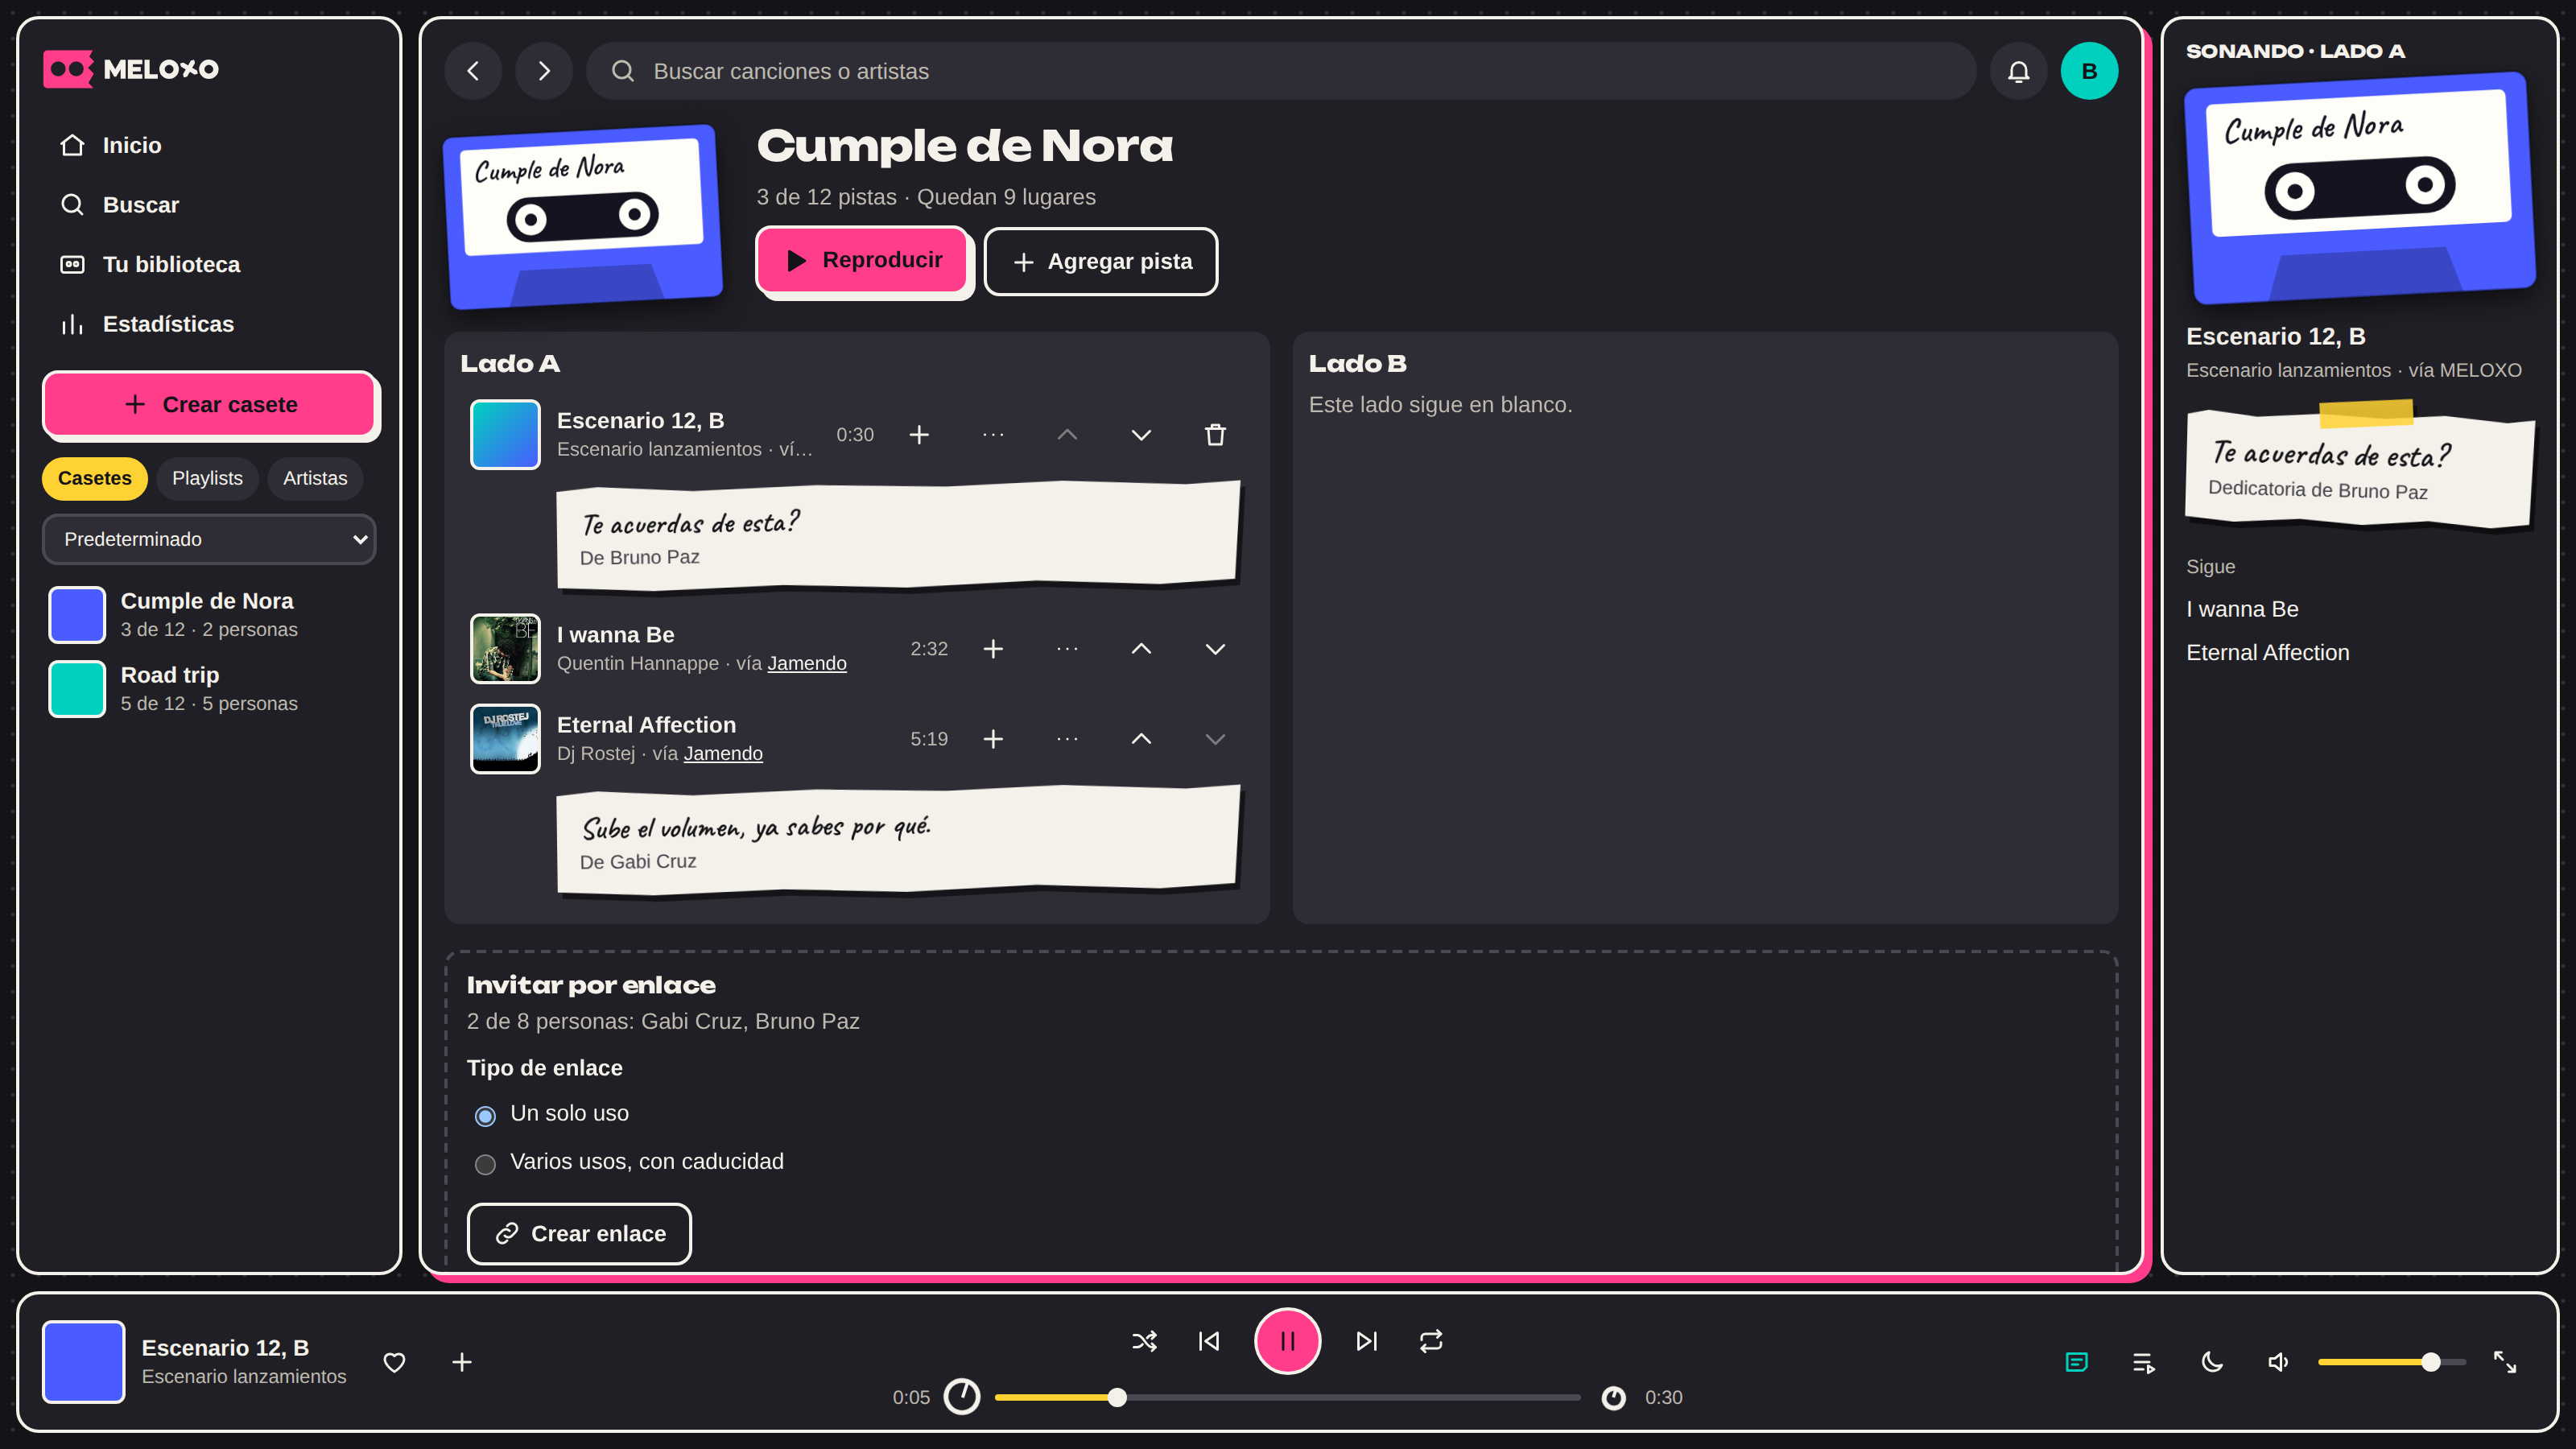 MELOXO
Inicio
Buscar
Tu biblioteca
Estadísticas
Crear casete
Casetes
Playlists
Artistas
Predeterminado
Cumple de Nora
3 de 12 · 2 personas
Road trip
5 de 12 · 5 personas
Buscar canciones o artistas
B
Cumple de Nora
Cumple de Nora
3 de 12 pistas · Quedan 9 lugares
Reproducir
Agregar pista
Lado A
Escenario 12, B
Escenario lanzamientos · ví…
0:30
Te acuerdas de esta?
De Bruno Paz
I wanna Be
Quentin Hannappe · vía Jamendo
2:32
DJ ROSTEJ
Eternal Affection
Dj Rostej · vía Jamendo
5:19
Sube el volumen, ya sabes por qué.
De Gabi Cruz
Lado B
Este lado sigue en blanco.
Invitar por enlace
2 de 8 personas: Gabi Cruz, Bruno Paz
Tipo de enlace
Un solo uso
Varios usos, con caducidad
Crear enlace
SONANDO · LADO A
Cumple de Nora
Escenario 12, B
Escenario lanzamientos · vía MELOXO
Te acuerdas de esta?
Dedicatoria de Bruno Paz
Sigue
I wanna Be
Eternal Affection
Escenario 12, B
Escenario lanzamientos
0:05
0:30